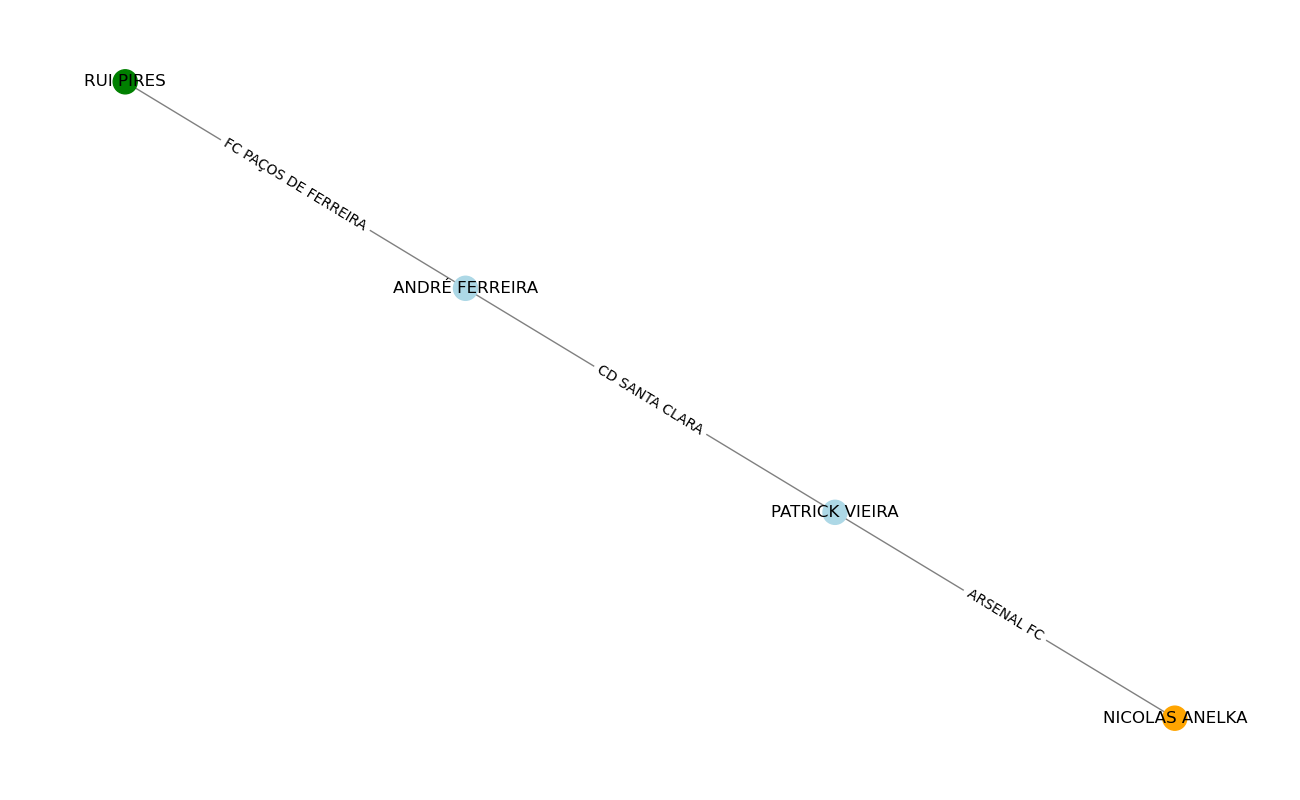 RUI PIRES
FC PAÇOS DE FERREIRA
ANDRÉ FERREIRA
CD SANTA CLARA
PATRICK VIEIRA
ARSENAL FC
NICOLAS ANELKA